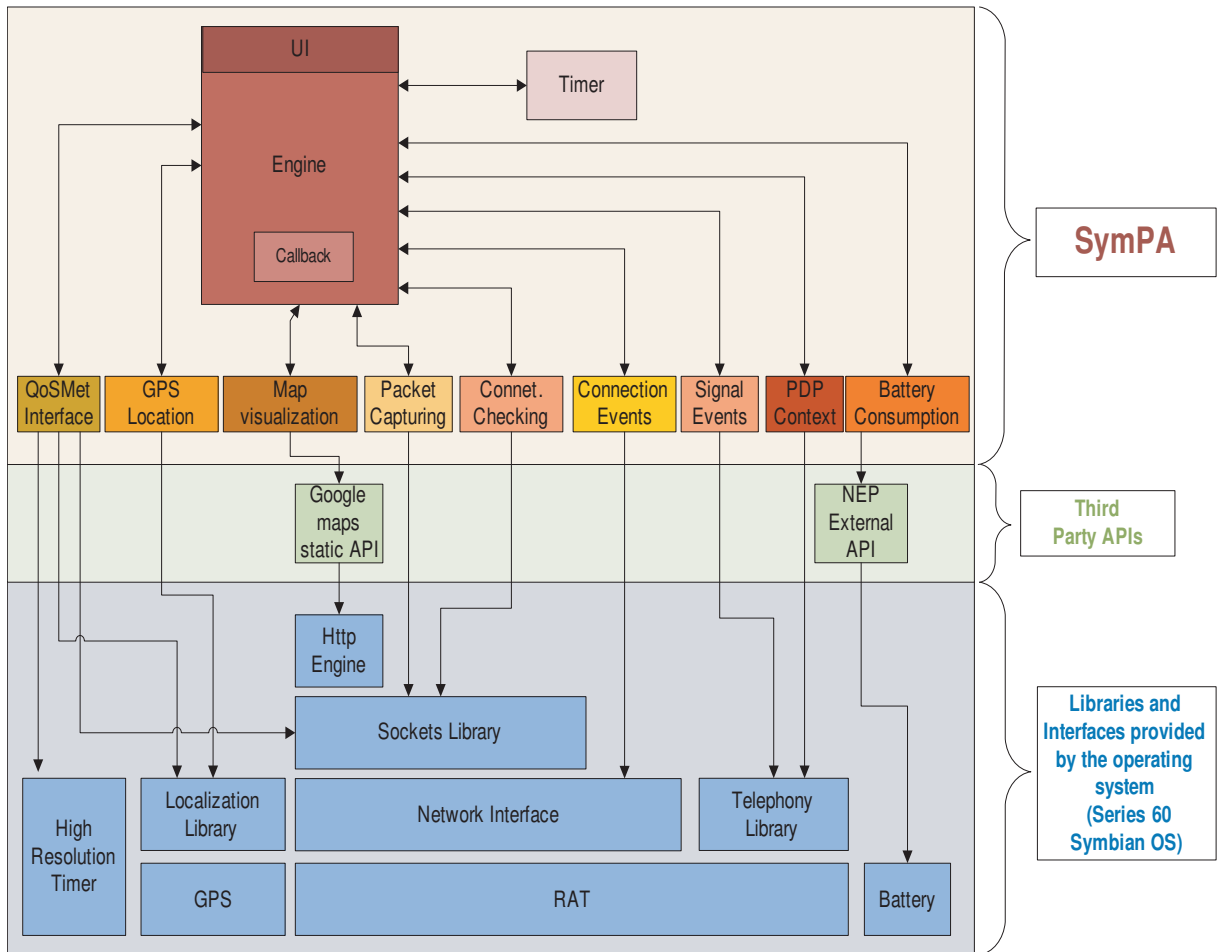 UI
Timer
Engine
Callback
SymPA
QoSMet
Interface
GPS
Location
Map
visualization
Packet
Capturing
Connet.
Checking
Connection
Events
Signal
Events
PDP
Context
Battery
Consumption
Google
maps
static API
NEP
External
API
Third
Party APIs
Http
Engine
Sockets Library
Libraries and
Interfaces provided
by the operating
system
(Series 60
Symbian OS)
High
Resolution
Timer
Localization
Library
Network Interface
Telephony
Library
GPS
RAT
Battery